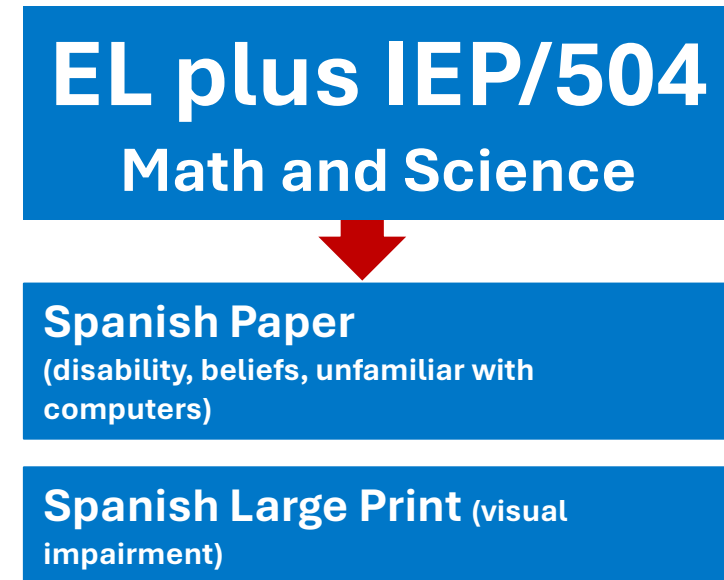 EL plus IEP/504
Math and Science
Spanish Paper
(disability, beliefs, unfamiliar with
computers)
Spanish Large Print (visual
impairment)